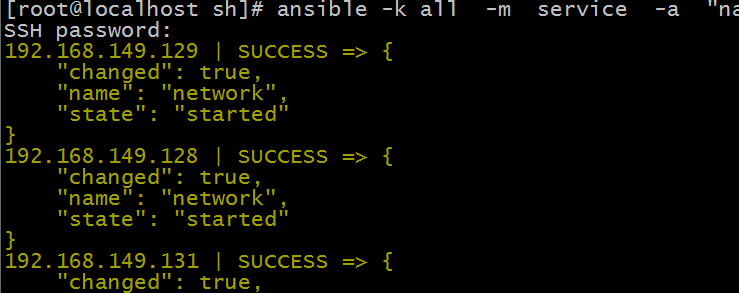 [root@localhost sh]# ansible -k all  -m  service  -a  "na
SSH password:
192.168.149.129 | SUCCESS => {
    "changed": true,
    "name": "network",
    "state": "started"
}
192.168.149.128 | SUCCESS => {
    "changed": true,
    "name": "network",
    "state": "started"
}
192.168.149.131 | SUCCESS => {
    "changed": true,